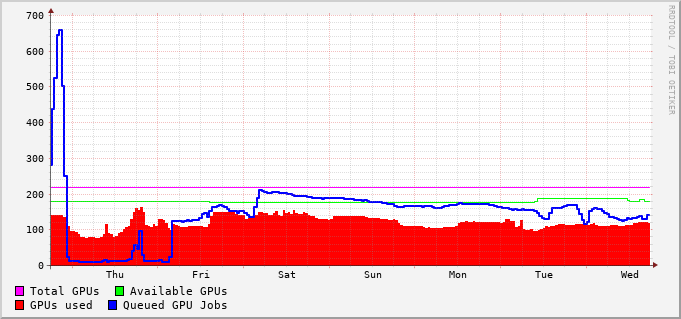 700
600
500
400
300
200
100
0
Thu Fri Sat Sun Mon Tue Wed
Total GPUs Available GPUs
GPUs used Queued GPU Jobs
RRDTOOL / TOBI OETIKER